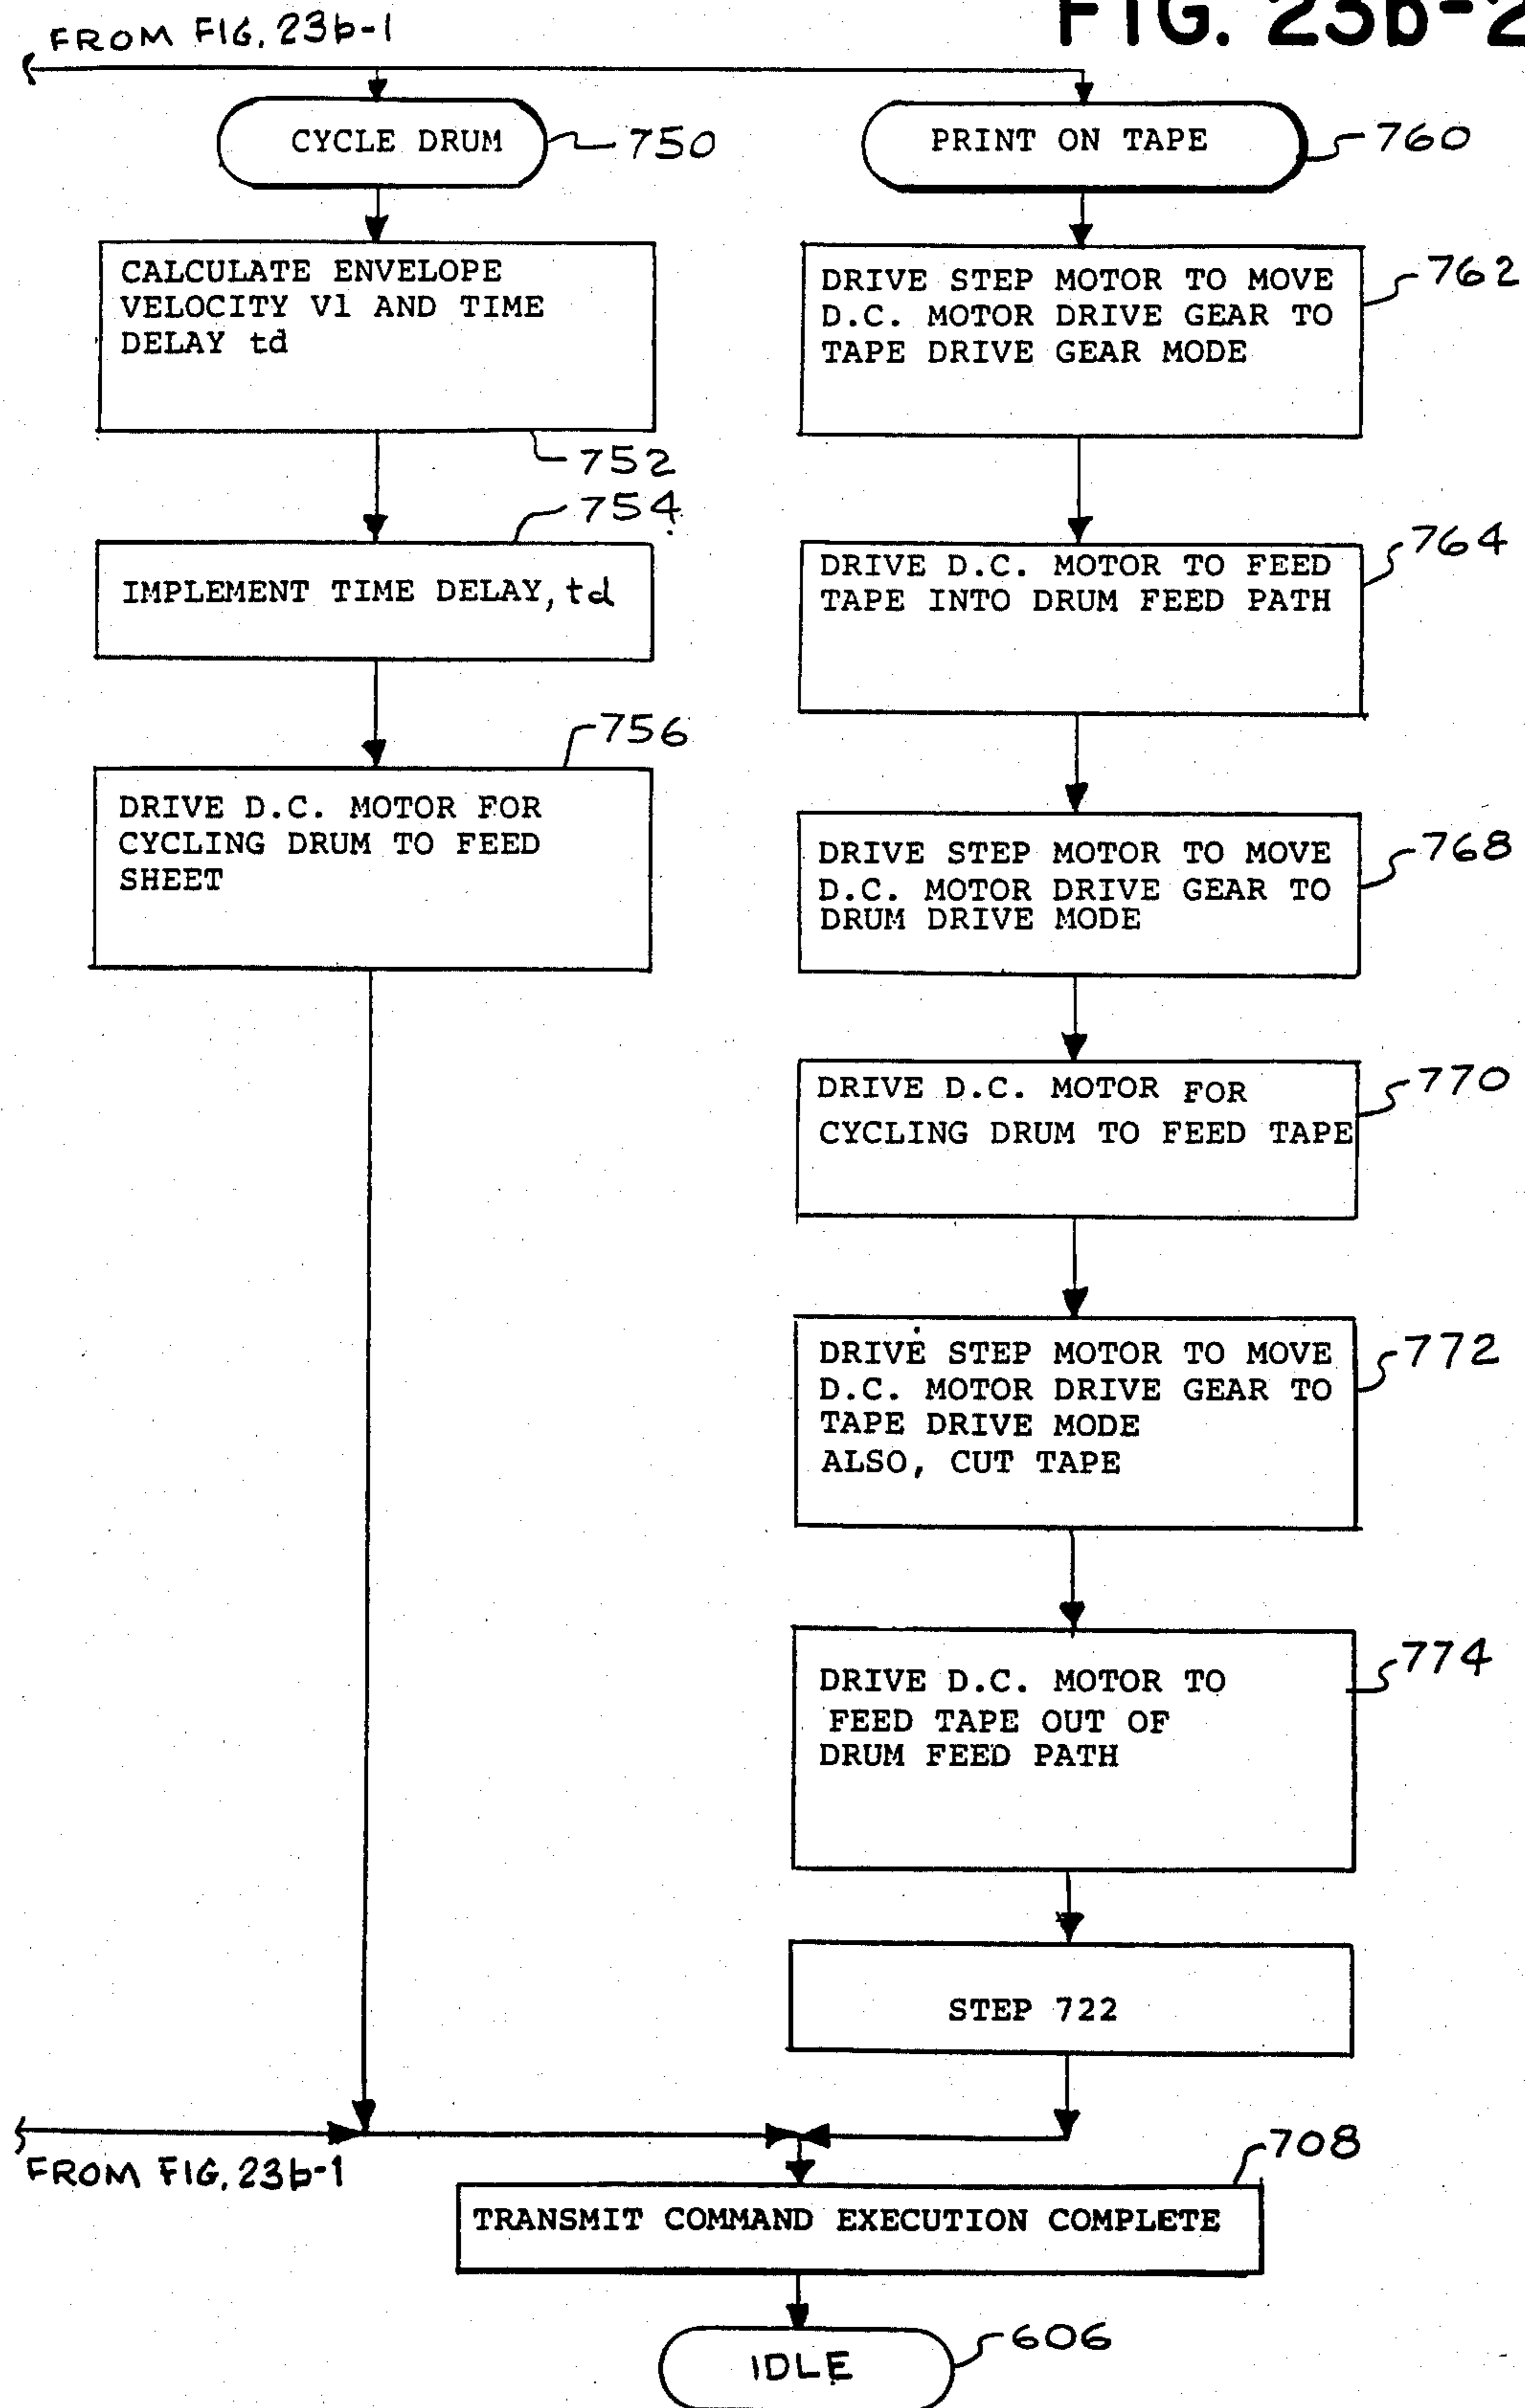 FIG. 23b-2
FROM FIG. 23b-1
CYCLE DRUM
750
CALCULATE ENVELOPE
VELOCITY V1 AND TIME
DELAY td
752
754
IMPLEMENT TIME DELAY, td
756
DRIVE D.C. MOTOR FOR
CYCLING DRUM TO FEED
SHEET
PRINT ON TAPE
760
DRIVE STEP MOTOR TO MOVE
D.C. MOTOR DRIVE GEAR TO
TAPE DRIVE GEAR MODE
762
DRIVE D.C. MOTOR TO FEED
TAPE INTO DRUM FEED PATH
764
DRIVE STEP MOTOR TO MOVE
D.C. MOTOR DRIVE GEAR TO
DRUM DRIVE MODE
768
DRIVE D.C. MOTOR FOR
CYCLING DRUM TO FEED TAPE
770
DRIVE STEP MOTOR TO MOVE
D.C. MOTOR DRIVE GEAR TO
TAPE DRIVE MODE
ALSO, CUT TAPE
772
DRIVE D.C. MOTOR TO
FEED TAPE OUT OF
DRUM FEED PATH
774
STEP 722
FROM FIG. 23b-1
708
TRANSMIT COMMAND EXECUTION COMPLETE
IDLE
606